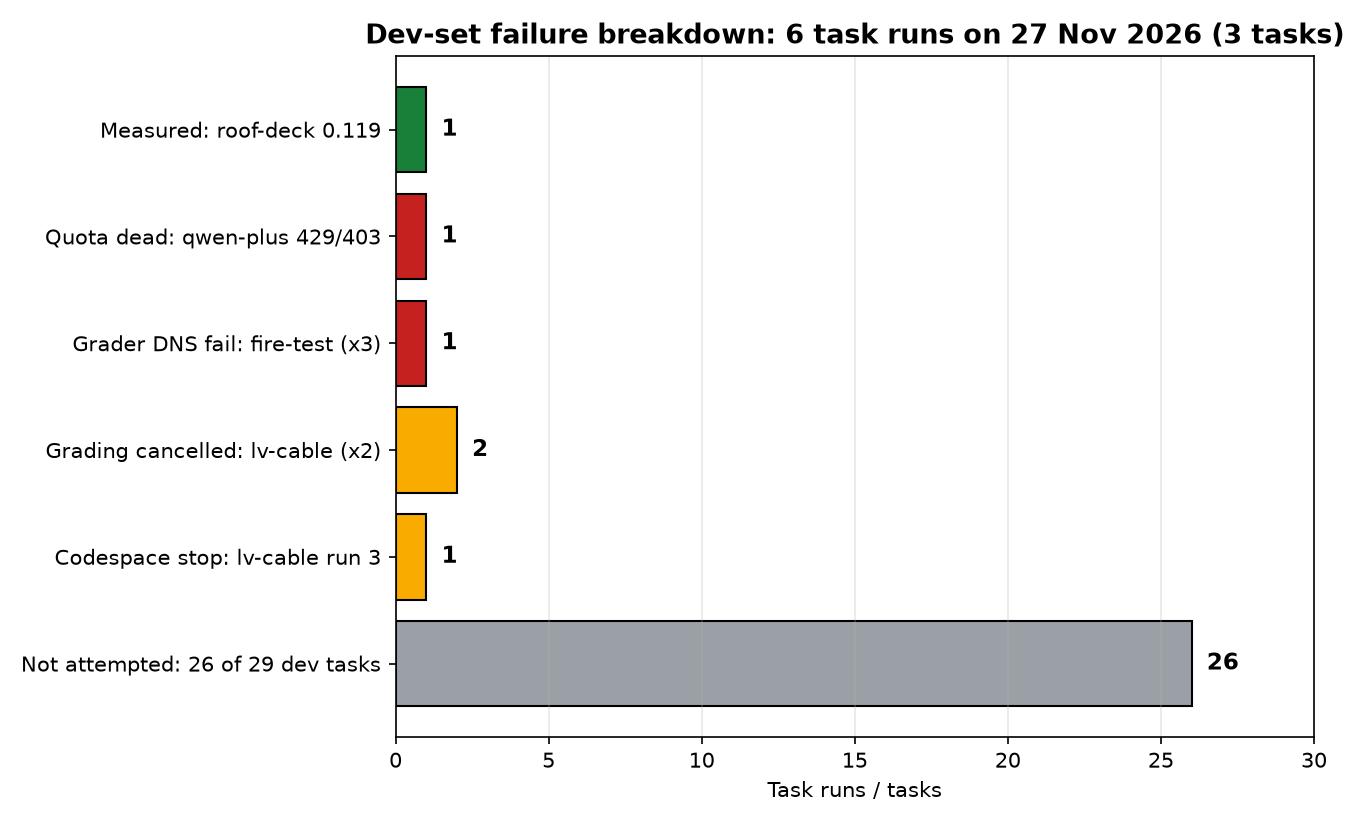 Dev-set failure breakdown: 6 task runs on 27 Nov 2026 (3 tasks)
Measured: roof-deck 0.119
1
Quota dead: qwen-plus 429/403
1
Grader DNS fail: fire-test (x3)
1
Grading cancelled: lv-cable (x2)
2
Codespace stop: lv-cable run 3
1
Not attempted: 26 of 29 dev tasks
26
0 5 10 15 20 25 30
Task runs / tasks